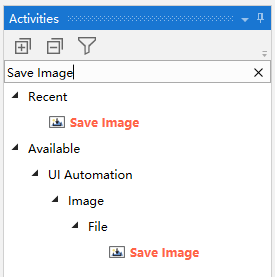 Activities
Save Image
Recent
Save Image
Available
UI Automation
Image
File
Save Image